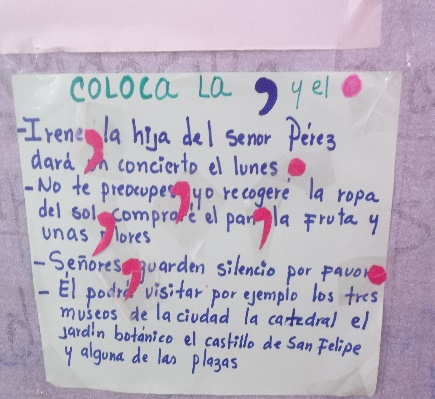 COLOCA LA , y el .
- Irene, la hija del senor Pérez
dará un concierto el lunes.
- No te preocupes, yo recogeré la ropa
del sol, compraré el pan, la Fruta y
unas flores
- Señores, guarden silencio por Favor.
- Él podrá, visitar por ejemplo los tres
museos de la ciudad la catedral el
jardín botánico el castillo de San Felipe
y alguna de las plazas